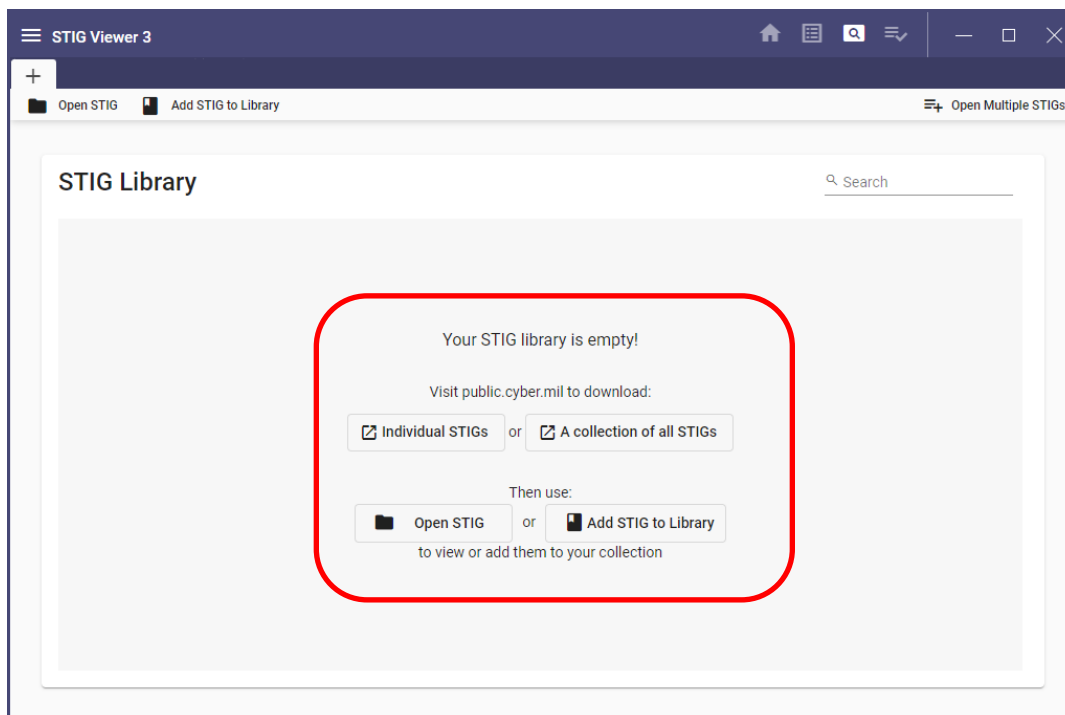 STIG Viewer 3
Open STIG Add STIG to Library Open Multiple STIGs
STIG Library Search
Your STIG library is empty!
Visit public.cyber.mil to download:
Individual STIGs or A collection of all STIGs
Then use:
Open STIG or Add STIG to Library
to view or add them to your collection